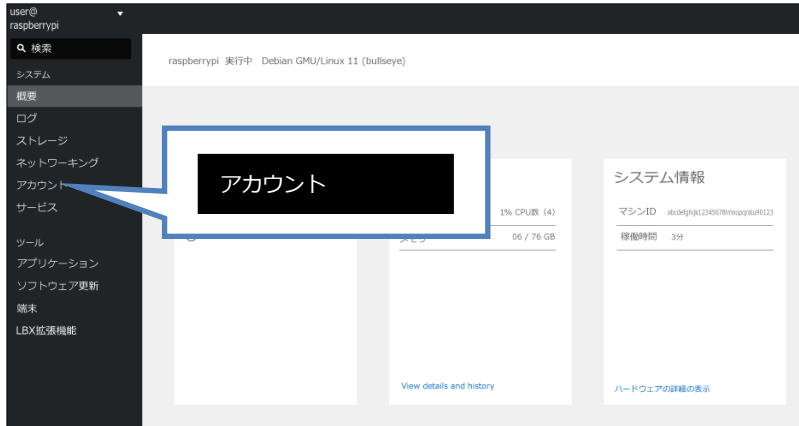 user@
raspberrypi
検索
raspberrypi 実行中 Debian GMU/Linux 11 (bullseye)
システム
概要
ログ
ストレージ
ネットワーキング
アカウント
サービス
ツール
アプリケーション
ソフトウェア更新
端末
LBX拡張機能
アカウント
1% CPU数（4）
メモリ 06 / 76 GB
View details and history
システム情報
マシンID abcdefghijk12345678lmnopqrstu90123
稼働時間 3分
ハードウェアの詳細の表示